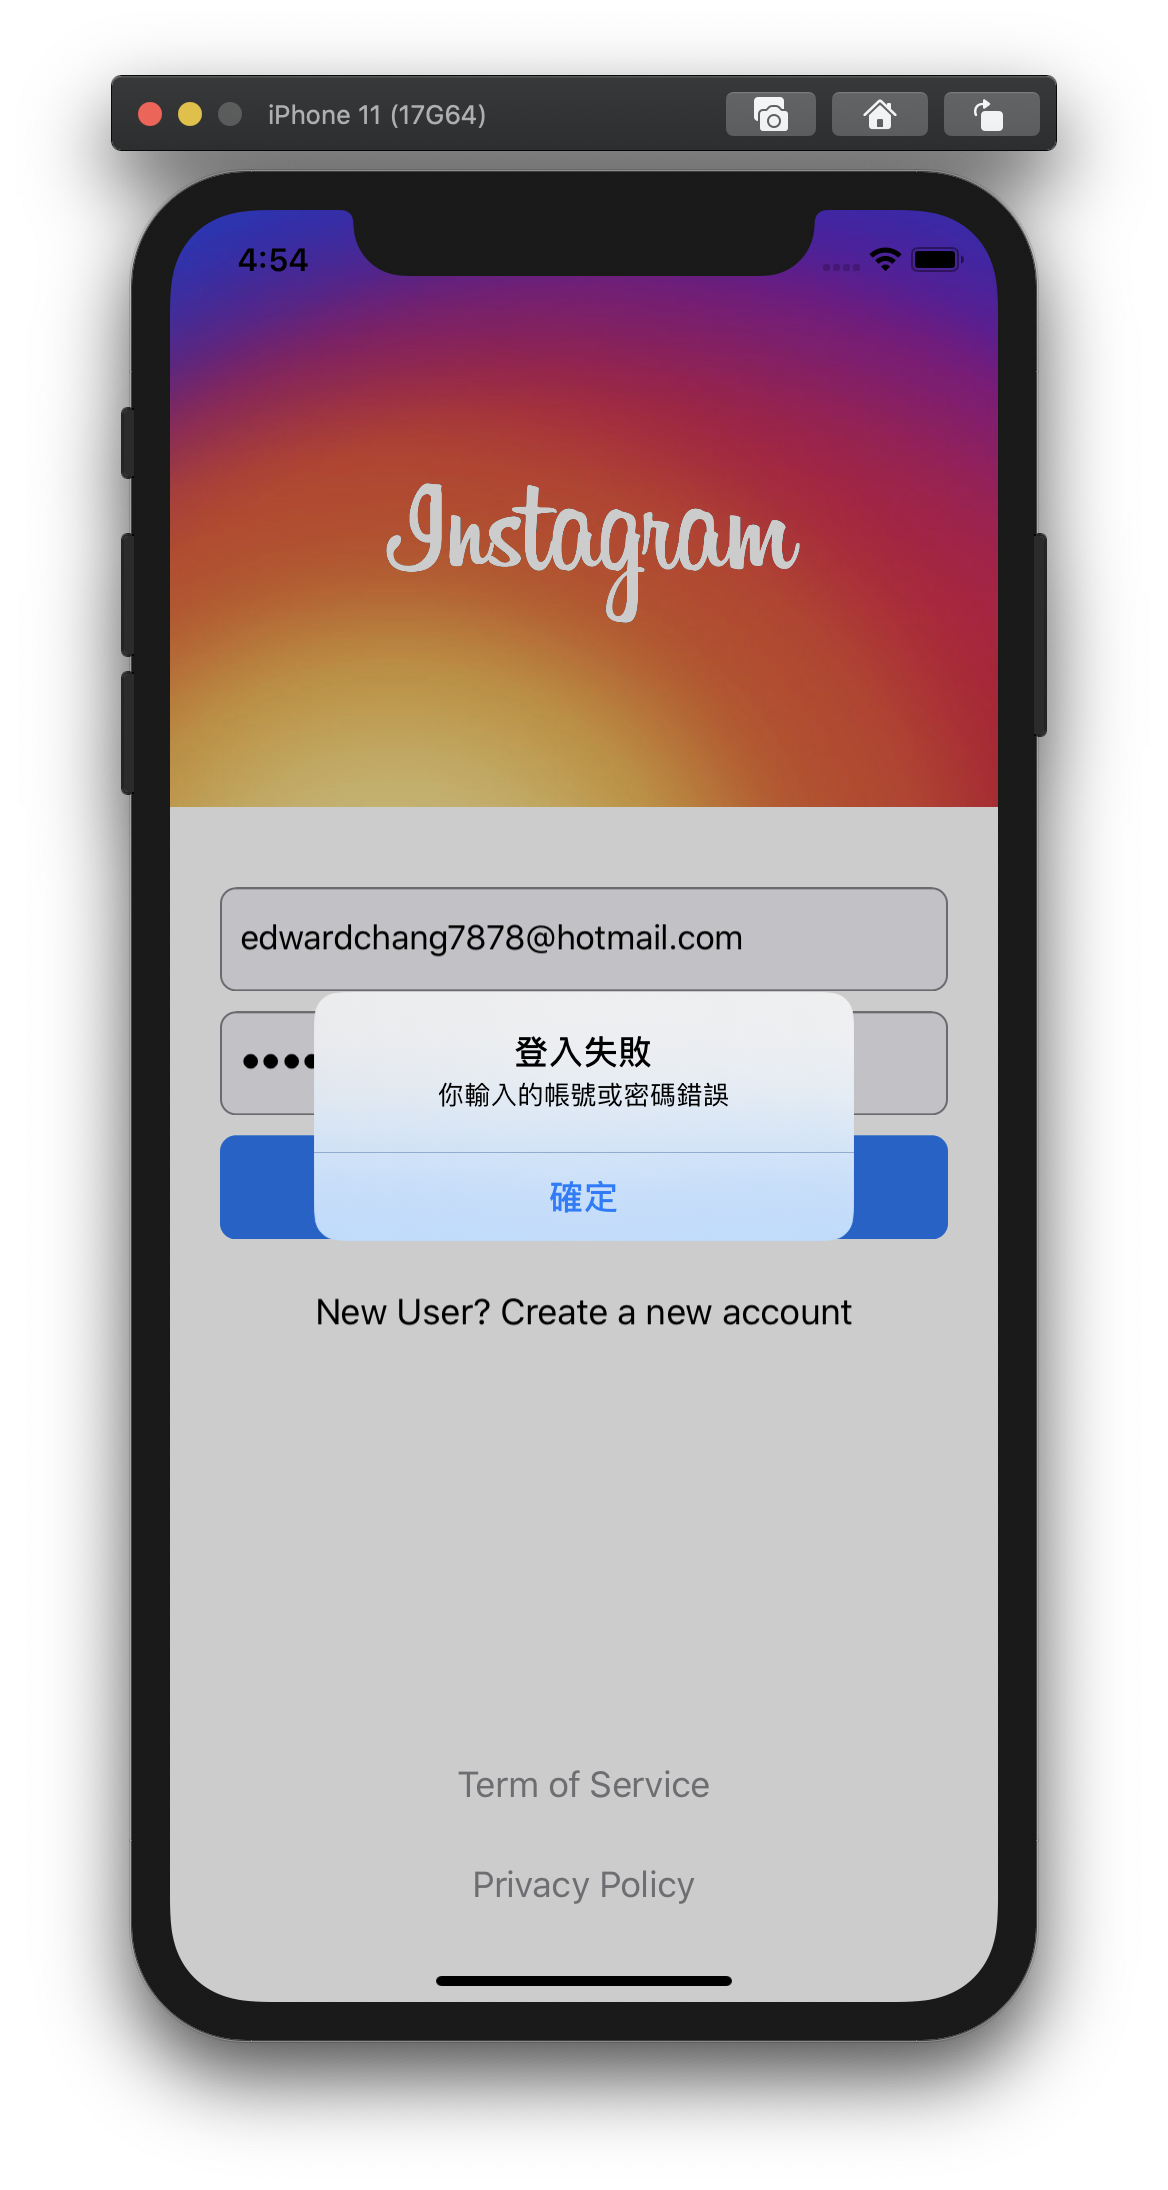 iPhone 11 (17G64)
4:54
Instagram
edwardchang7878@hotmail.com
登入失敗
你輸入的帳號或密碼錯誤
確定
New User? Create a new account
Term of Service
Privacy Policy